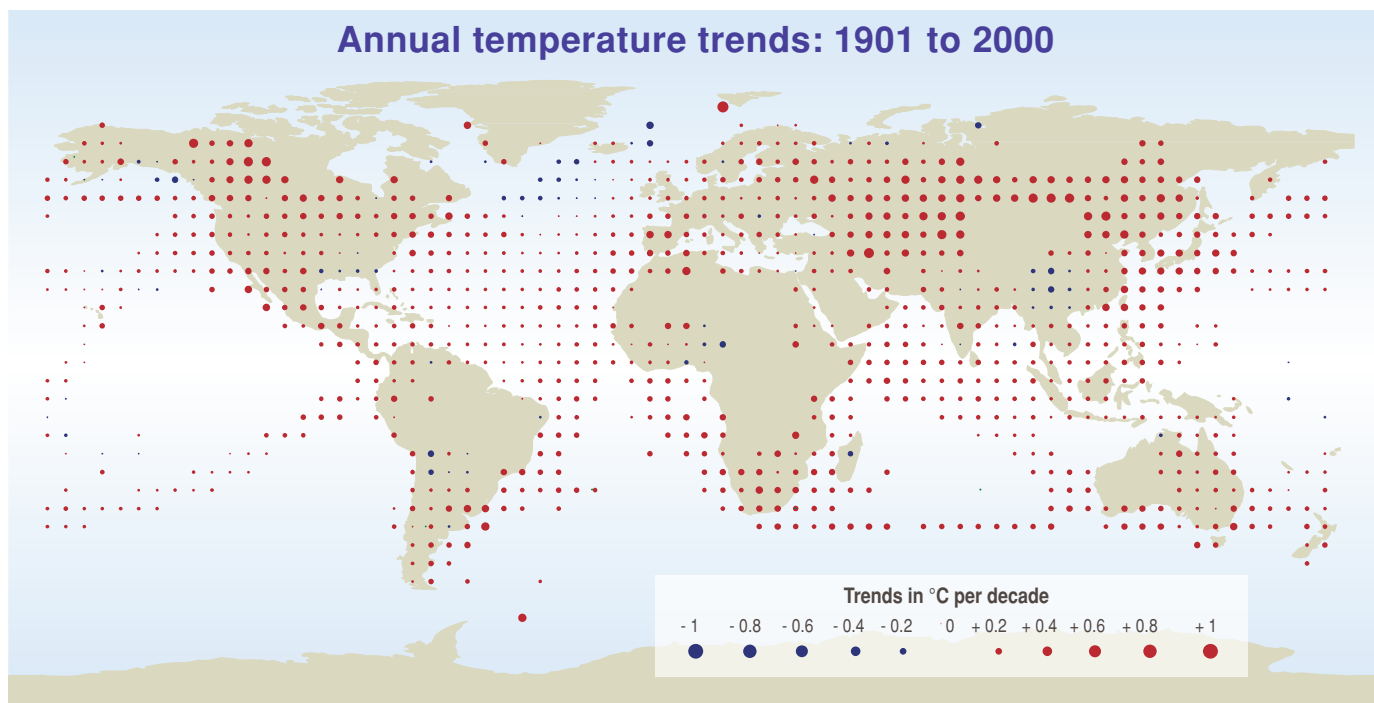 Annual temperature trends: 1901 to 2000
Trends in °C per decade
- 1 - 0.8 - 0.6 - 0.4 - 0.2 0 + 0.2 + 0.4 + 0.6 + 0.8 + 1